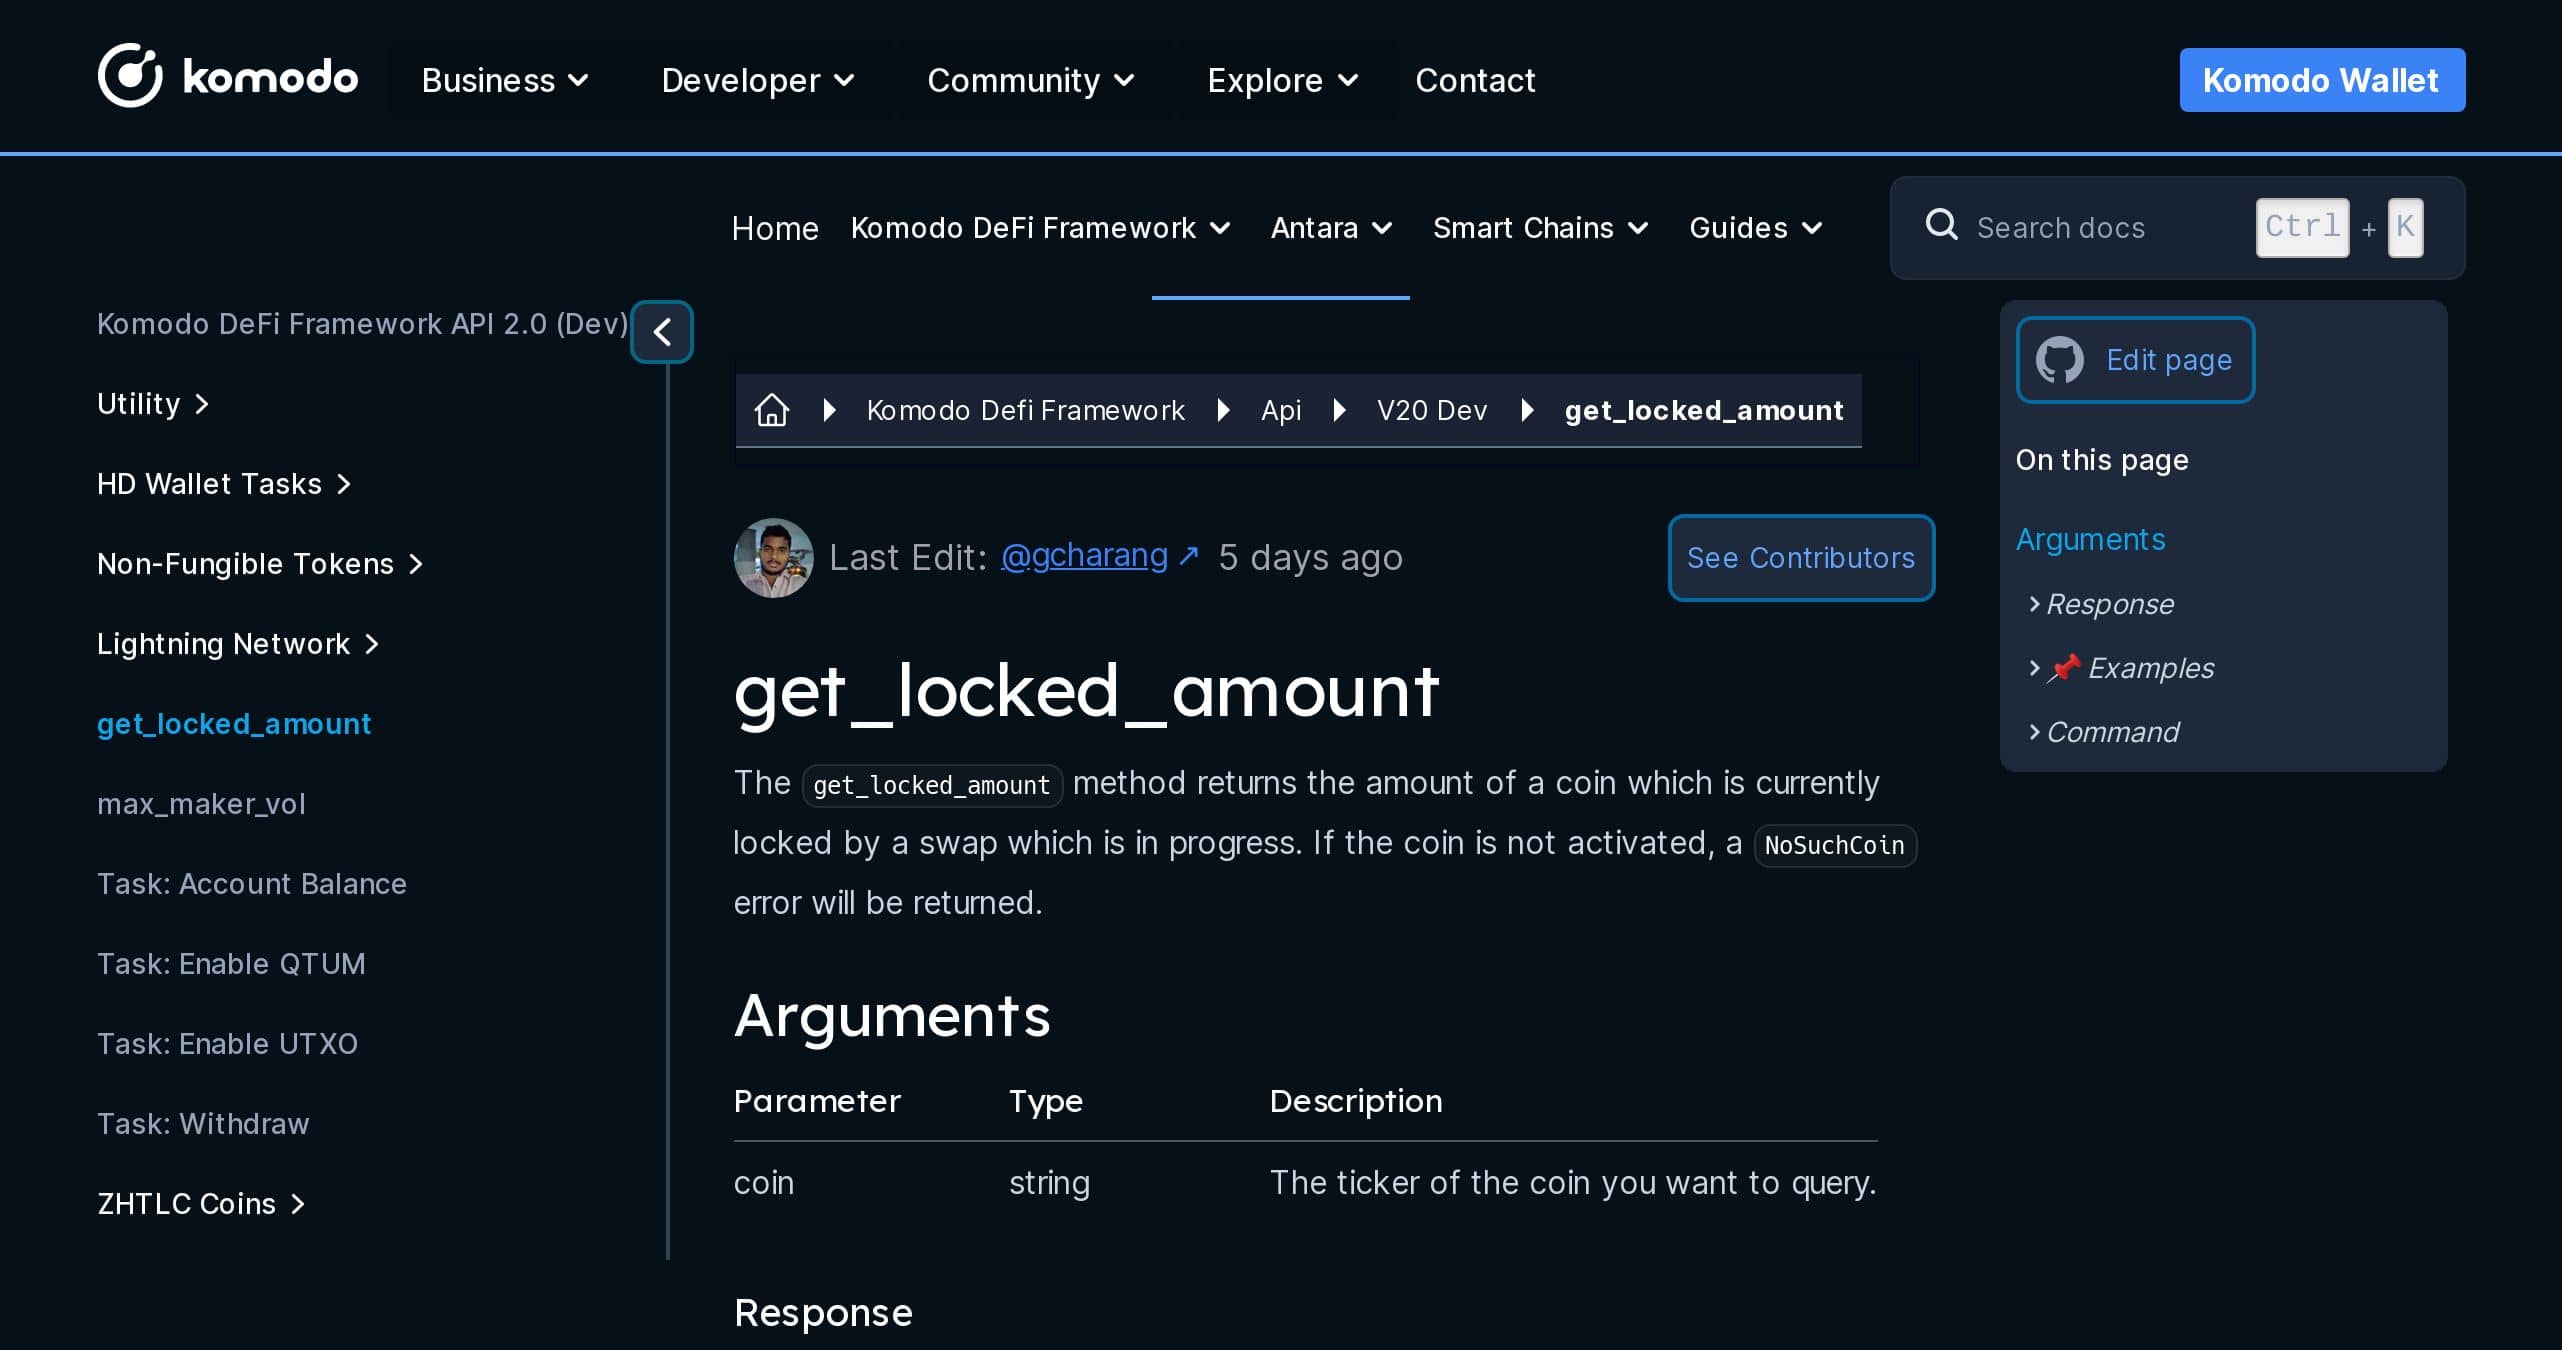 komodo Business Developer Community Explore Contact Komodo Wallet
Home Komodo DeFi Framework Antara Smart Chains Guides Search docs Ctrl + K
Komodo DeFi Framework API 2.0 (Dev)
Utility
HD Wallet Tasks
Non-Fungible Tokens
Lightning Network
get_locked_amount
max_maker_vol
Task: Account Balance
Task: Enable QTUM
Task: Enable UTXO
Task: Withdraw
ZHTLC Coins
Komodo Defi Framework Api V20 Dev get_locked_amount
Last Edit: @gcharang ↗ 5 days ago See Contributors
get_locked_amount
The get_locked_amount method returns the amount of a coin which is currently
locked by a swap which is in progress. If the coin is not activated, a NoSuchCoin
error will be returned.
Arguments
Parameter Type Description
coin string The ticker of the coin you want to query.
Response
Edit page
On this page
Arguments
Response
📌 Examples
Command